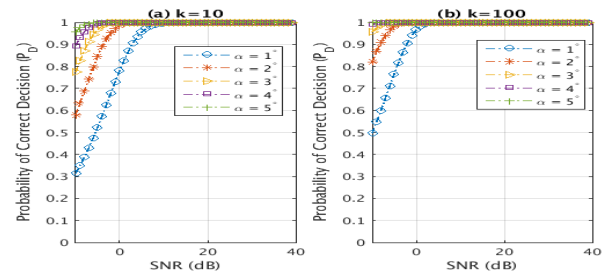 (a) k=10
Probability of Correct Decision (P_D)
1
0.9
0.8
0.7
0.6
0.5
0.4
0.3
0.2
0.1
0
α = 1°
α = 2°
α = 3°
α = 4°
α = 5°
0 20 40
SNR (dB)
(b) k=100
Probability of Correct Decision (P_D)
1
0.9
0.8
0.7
0.6
0.5
0.4
0.3
0.2
0.1
0
α = 1°
α = 2°
α = 3°
α = 4°
α = 5°
0 20 40
SNR (dB)